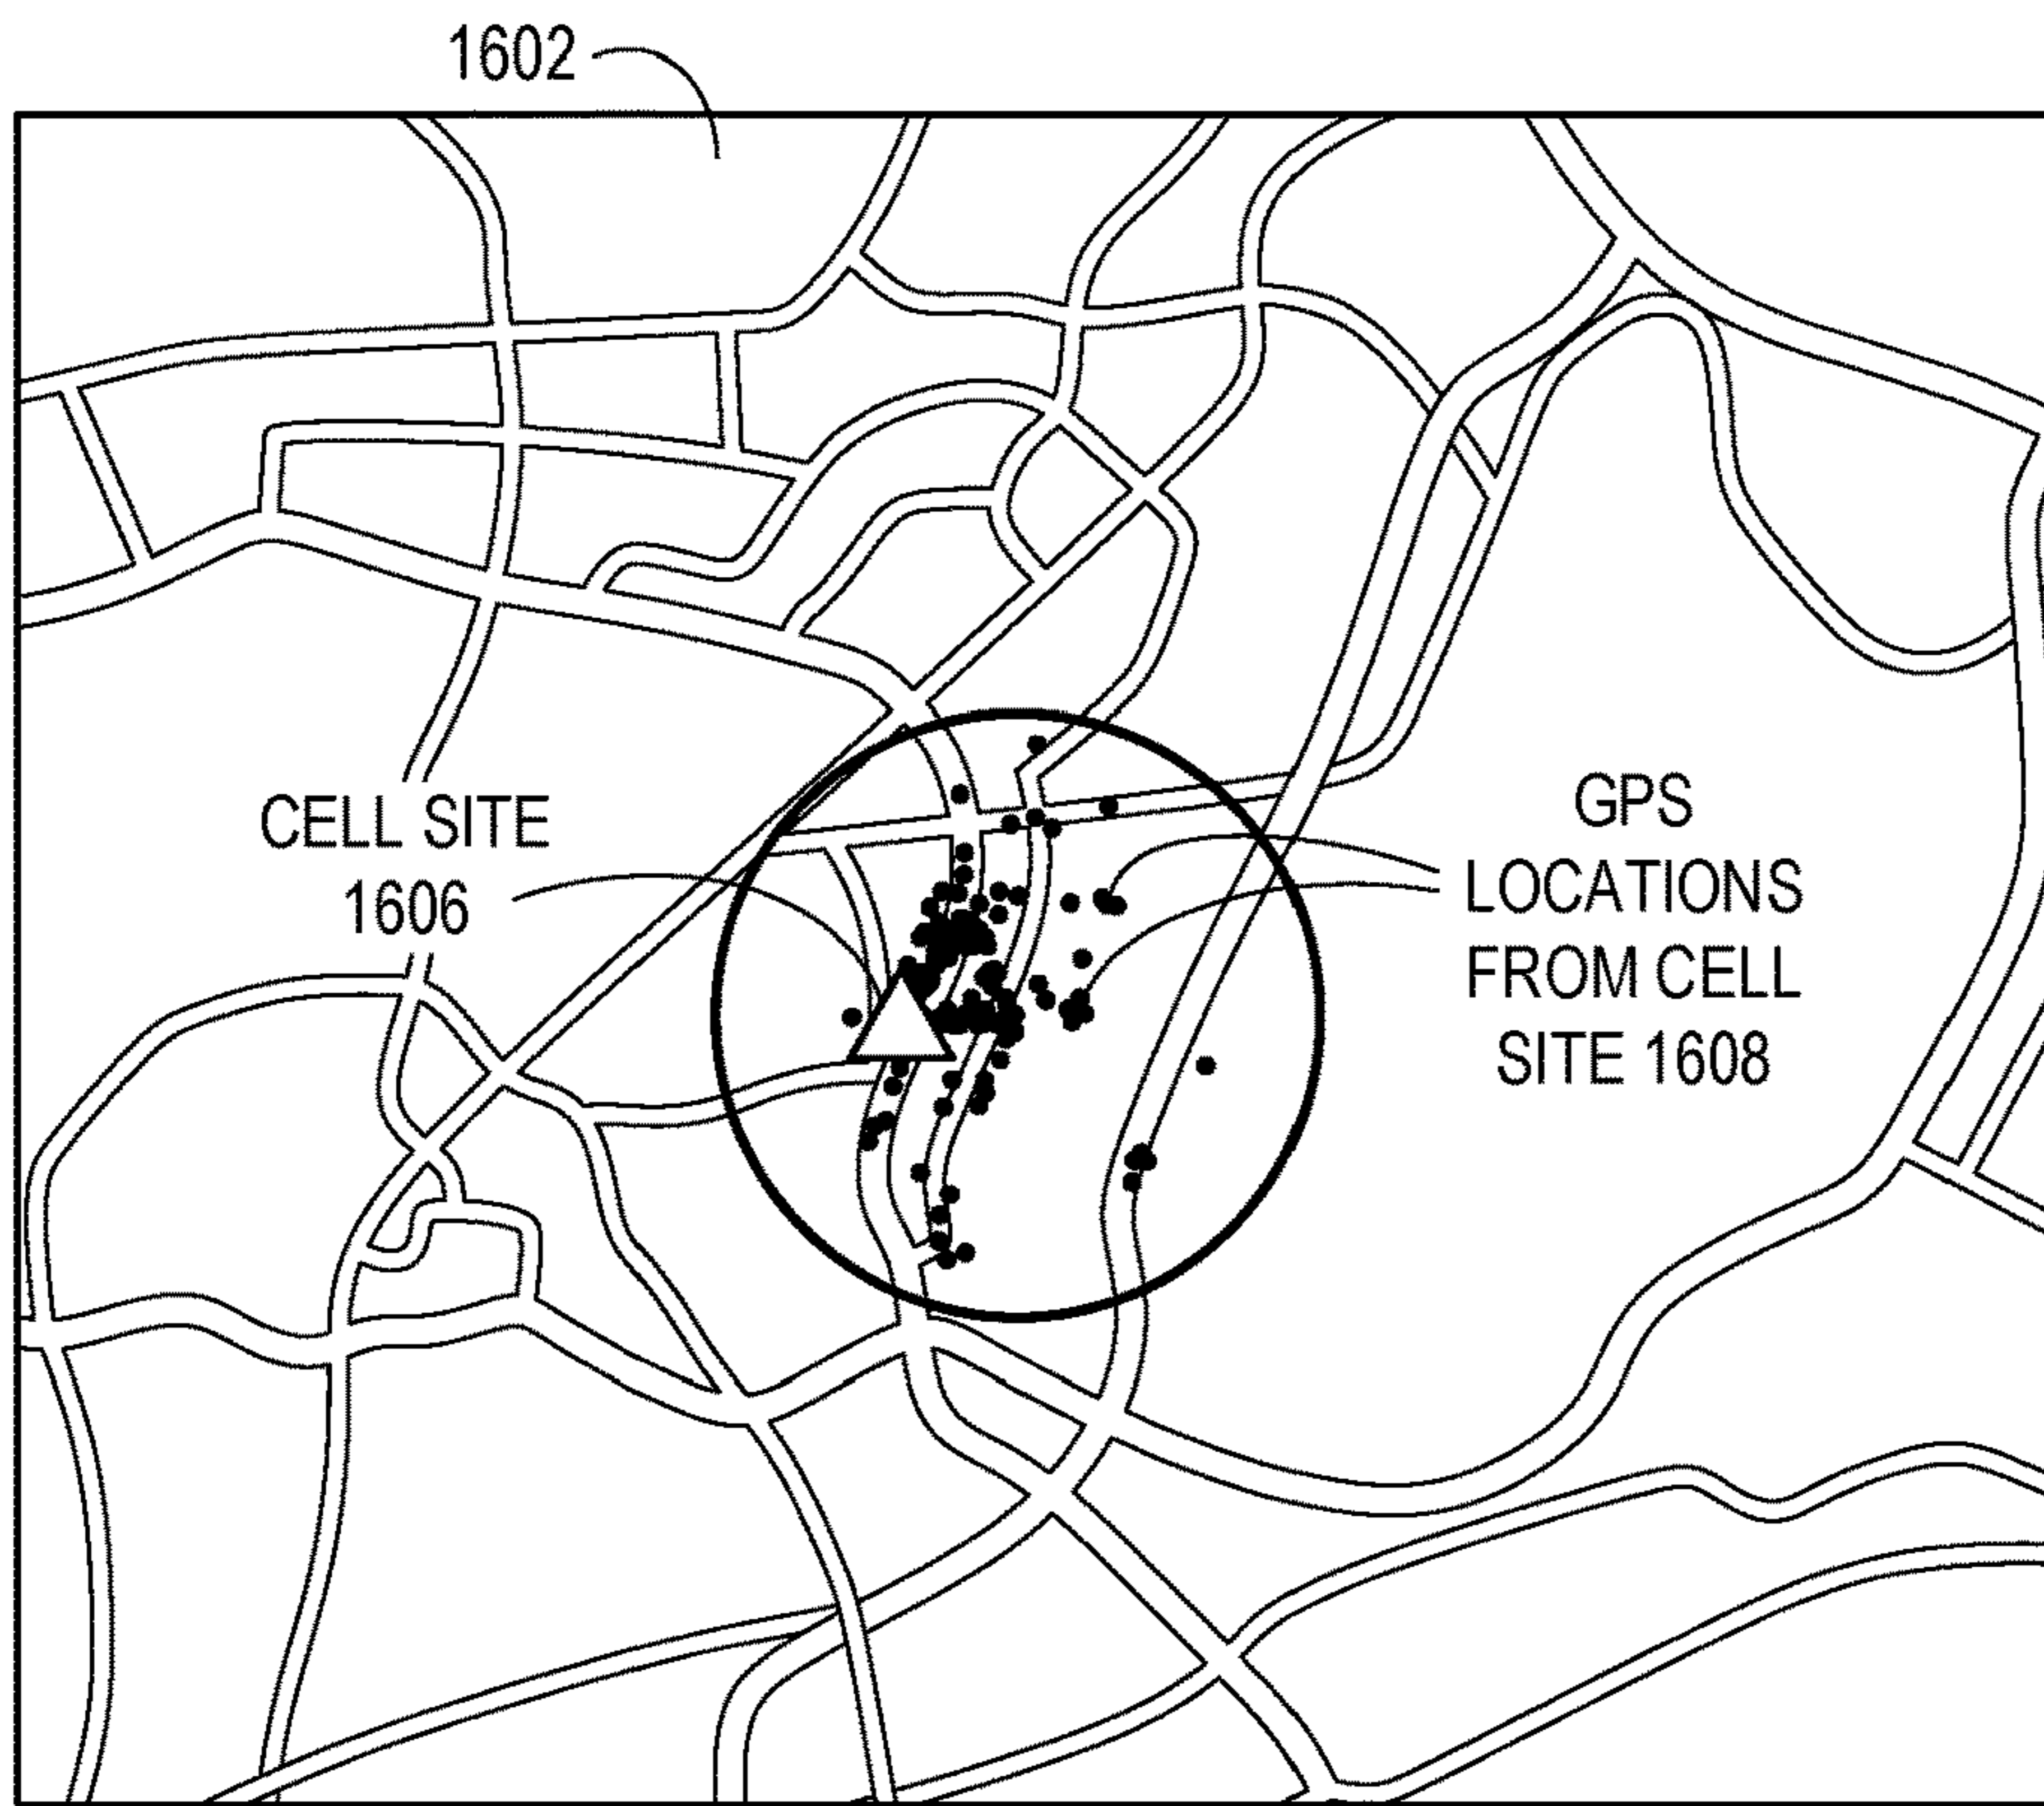 1602
CELL SITE
1606
GPS
LOCATIONS
FROM CELL
SITE 1608